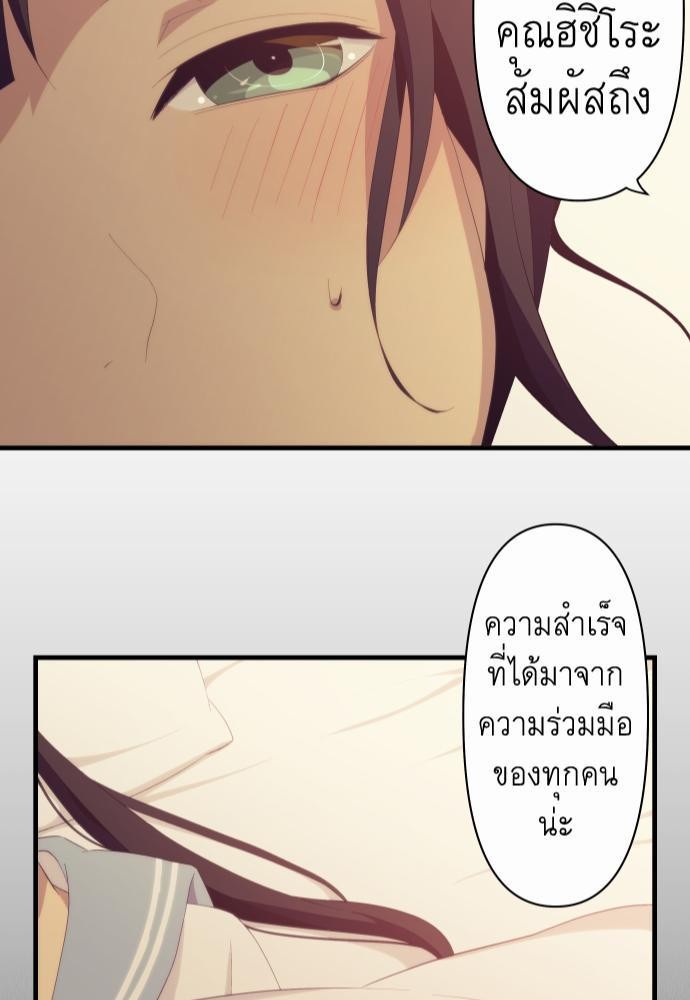 คุณฮิชิโระ
สัมผัสถึง
ความสำเร็จ
ที่ได้มาจาก
ความร่วมมือ
ของทุกคน
น่ะ